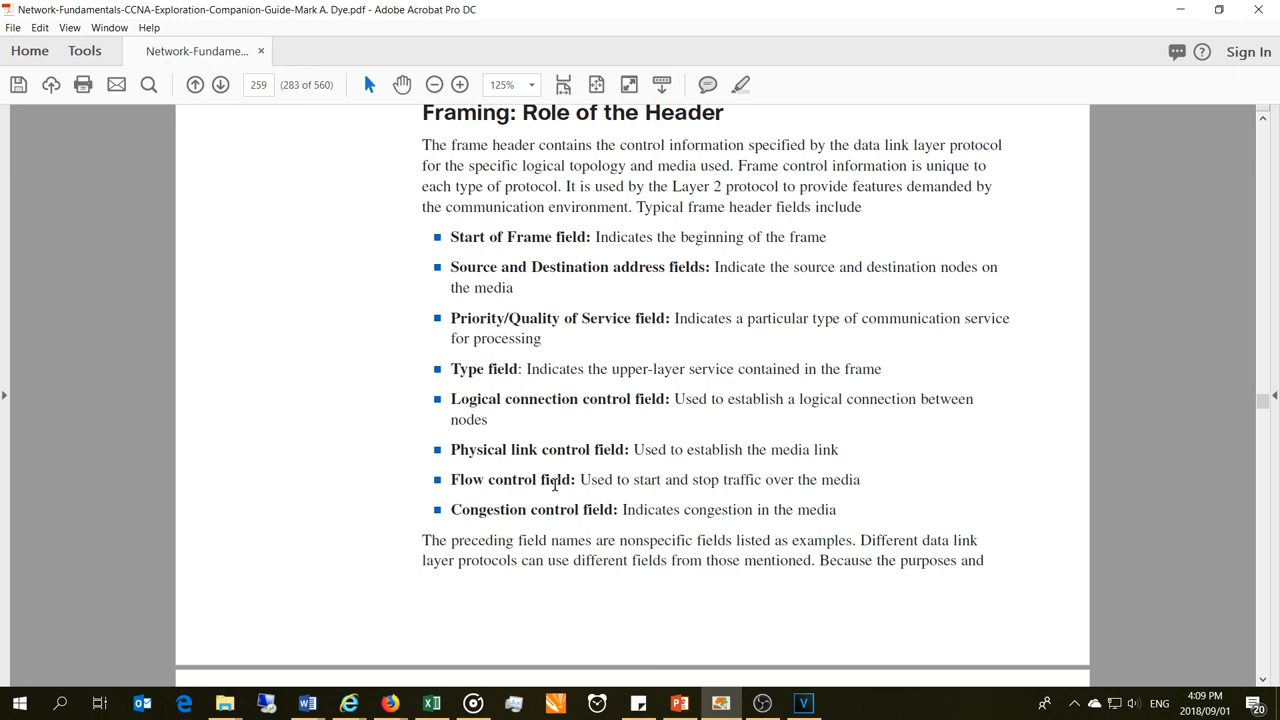 Network-Fundamentals-CCNA-Exploration-Companion-Guide-Mark A. Dye.pdf - Adobe Acrobat Pro DC
File Edit View Window Help
Home Tools Network-Fundame... × Sign In
259 (283 of 560) 125%
Framing: Role of the Header
The frame header contains the control information specified by the data link layer protocol
for the specific logical topology and media used. Frame control information is unique to
each type of protocol. It is used by the Layer 2 protocol to provide features demanded by
the communication environment. Typical frame header fields include
■ Start of Frame field: Indicates the beginning of the frame
■ Source and Destination address fields: Indicate the source and destination nodes on
the media
■ Priority/Quality of Service field: Indicates a particular type of communication service
for processing
■ Type field: Indicates the upper-layer service contained in the frame
■ Logical connection control field: Used to establish a logical connection between
nodes
■ Physical link control field: Used to establish the media link
■ Flow control field: Used to start and stop traffic over the media
■ Congestion control field: Indicates congestion in the media
The preceding field names are nonspecific fields listed as examples. Different data link
layer protocols can use different fields from those mentioned. Because the purposes and
ENG 4:09 PM
2018/09/01 20